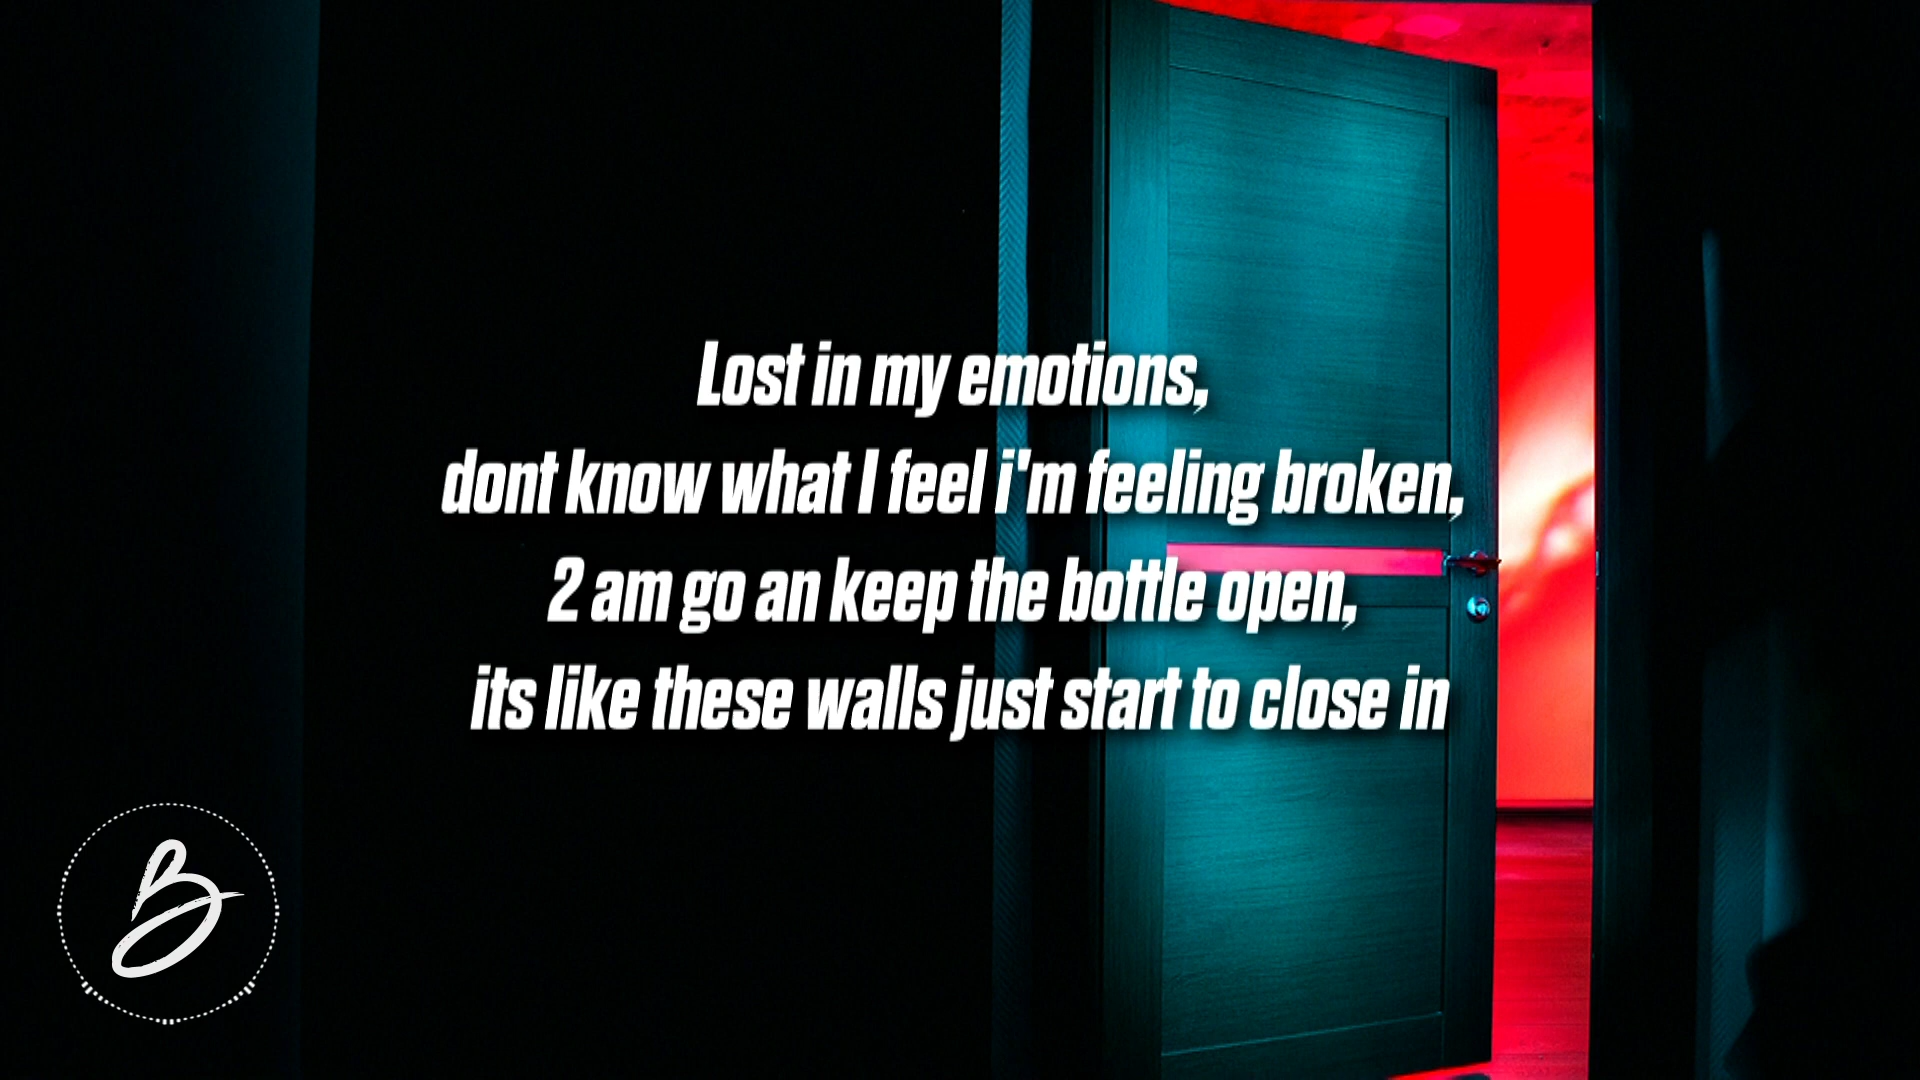 Lost in my emotions,
dont know what I feel i'm feeling broken,
2 am go an keep the bottle open,
its like these walls just start to close in
B